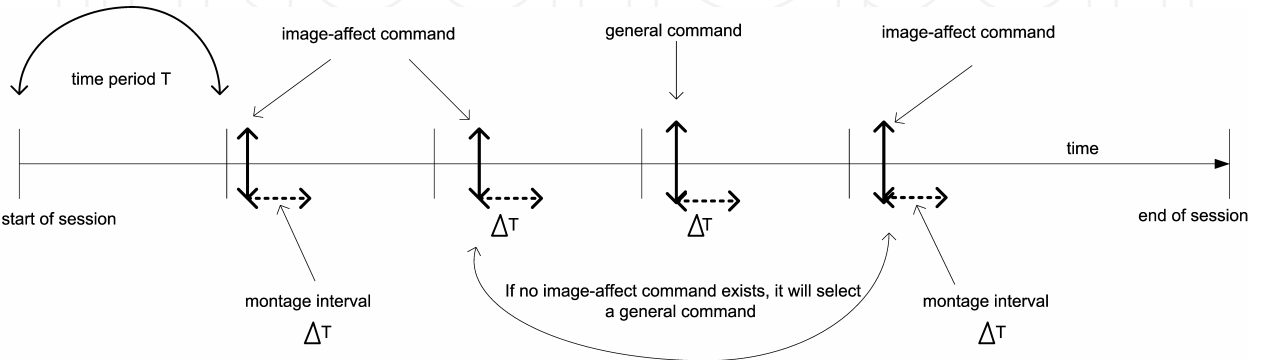 image-affect command
general command
image-affect command
time period T
time
start of session
end of session
ΔT
ΔT
If no image-affect command exists, it will select
a general command
montage interval
ΔT
montage interval
ΔT